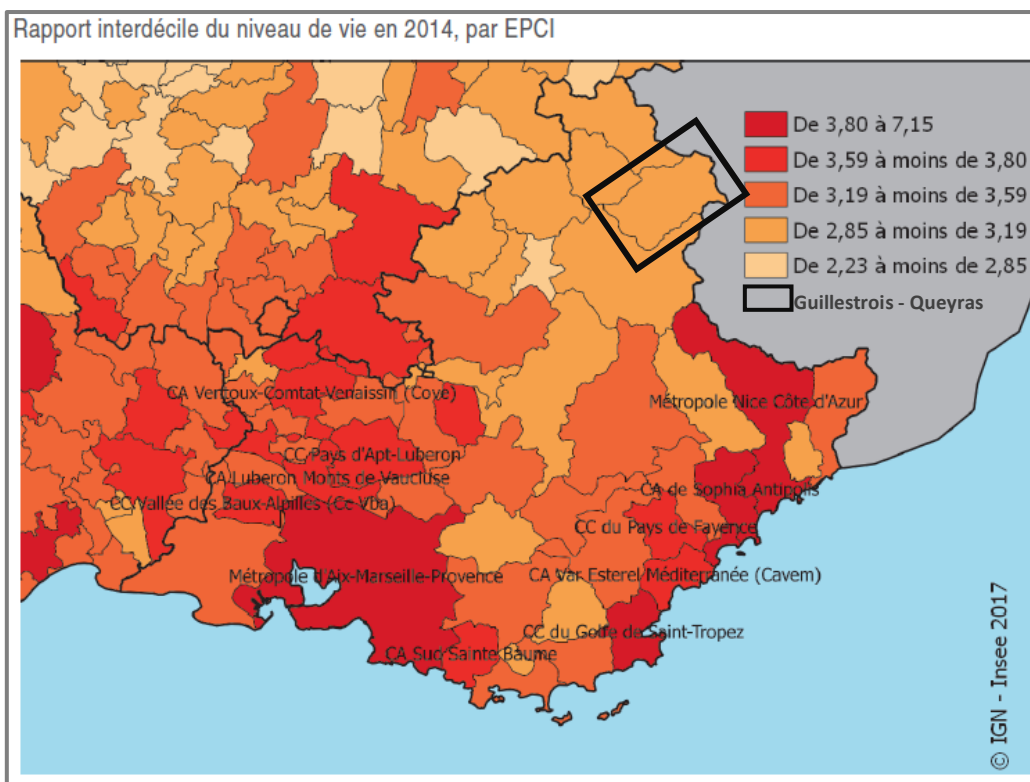 Rapport interdécile du niveau de vie en 2014, par EPCI
De 3,80 à 7,15
De 3,59 à moins de 3,80
De 3,19 à moins de 3,59
De 2,85 à moins de 3,19
De 2,23 à moins de 2,85
Guillestrois - Queyras
CA Ventoux-Comtat-Venaissin (Cove)
Métropole Nice Côte d'Azur
CC Pays d'Apt-Luberon
CA Luberon Monts de Vaucluse
CA de Sophia Antipolis
CC Vallée des Baux-Alpilles (Cc Vba)
CC du Pays de Fayence
Métropole d'Aix-Marseille-Provence
CA Var Esterel Méditerranée (Cavem)
CC du Golfe de Saint-Tropez
CA Sud Sainte Baume
© IGN - Insee 2017